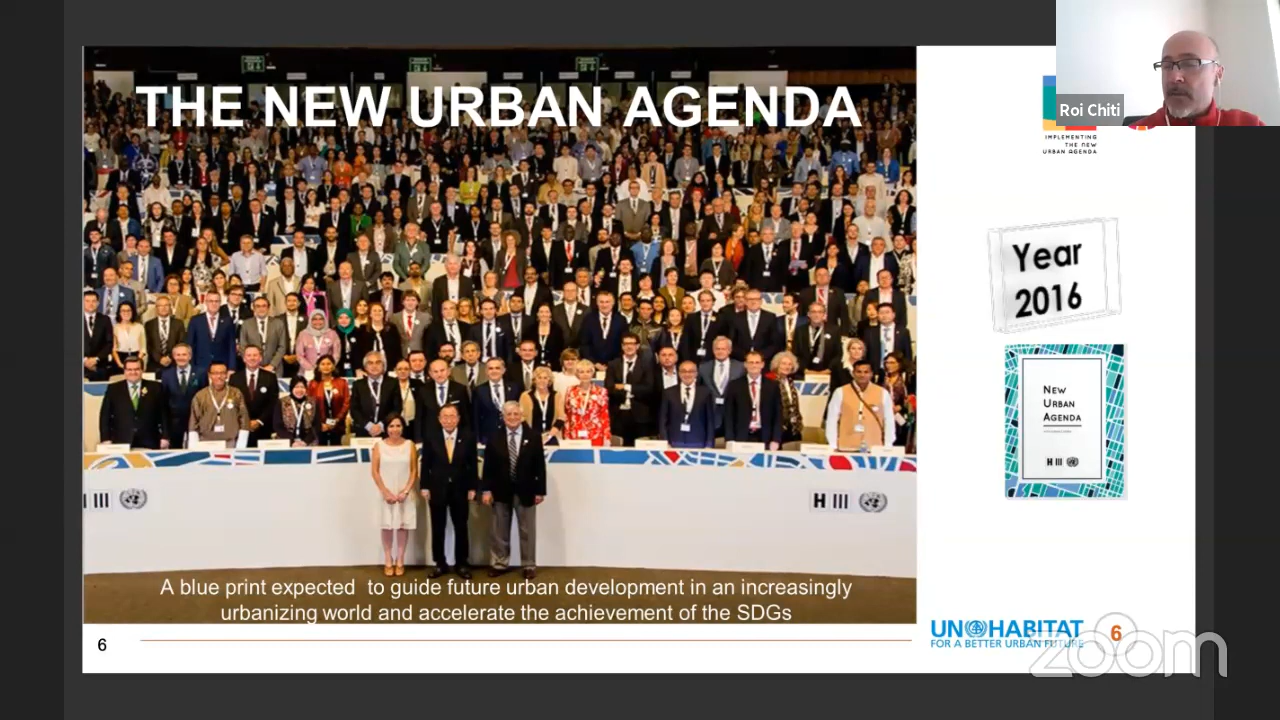 THE NEW URBAN AGENDA
Roi Chiti
IMPLEMENTING
THE NEW
URBAN AGENDA
Year
2016
NEW
URBAN
AGENDA
H III
III
H III
A blue print expected to guide future urban development in an increasingly
urbanizing world and accelerate the achievement of the SDGs
6
UN HABITAT
FOR A BETTER URBAN FUTURE
6
zoom